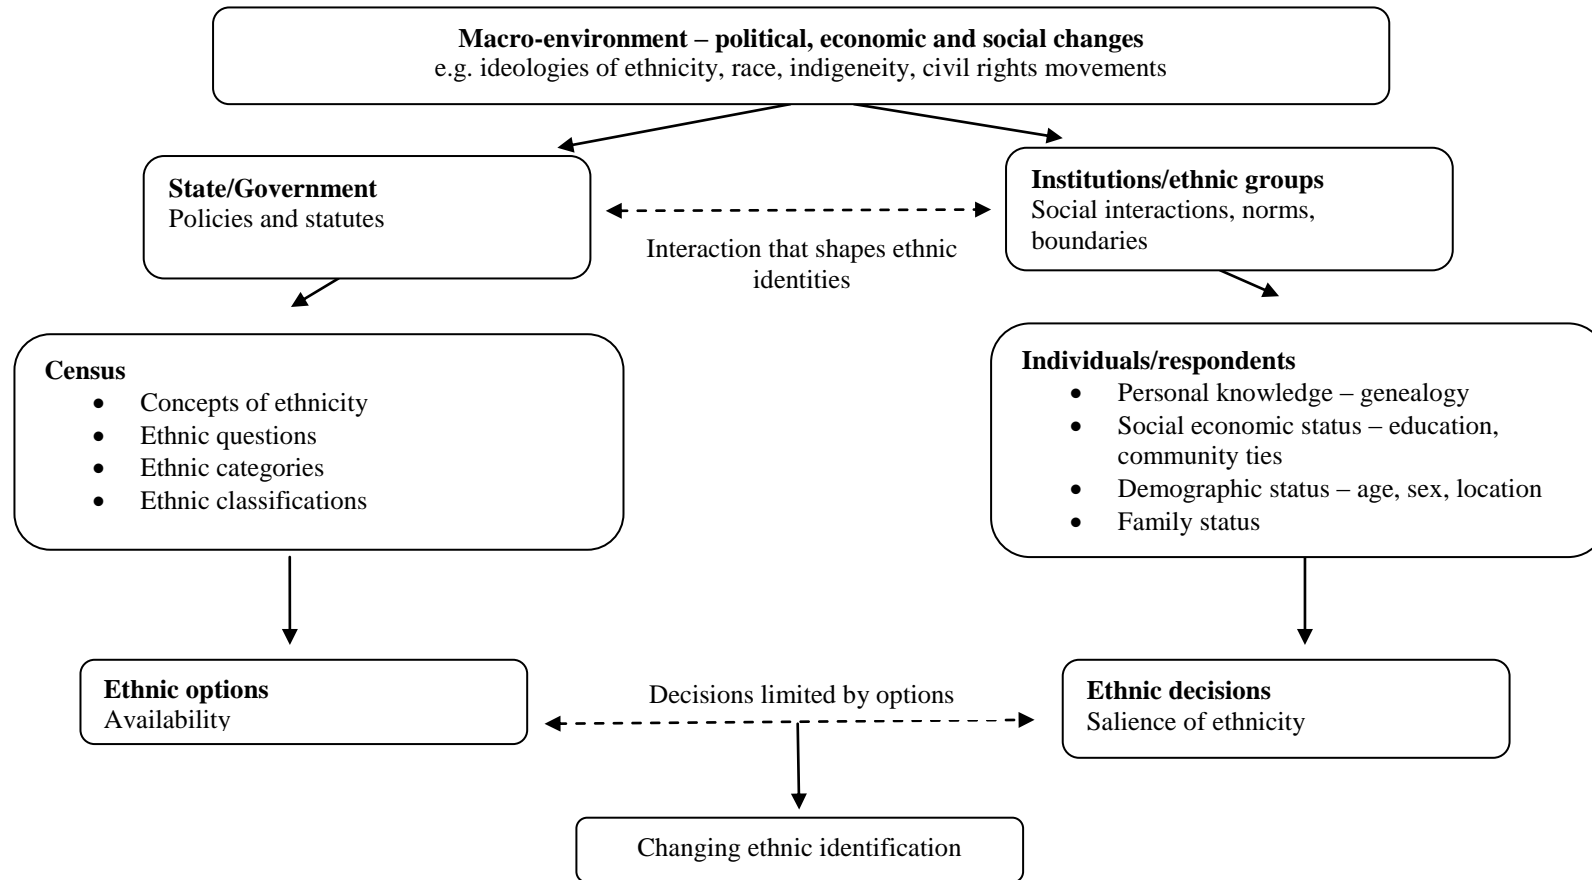 Macro-environment – political, economic and social changes
e.g. ideologies of ethnicity, race, indigeneity, civil rights movements
State/Government
Policies and statutes
Interaction that shapes ethnic
identities
Institutions/ethnic groups
Social interactions, norms,
boundaries
Census
• Concepts of ethnicity
• Ethnic questions
• Ethnic categories
• Ethnic classifications
Individuals/respondents
• Personal knowledge – genealogy
• Social economic status – education,
community ties
• Demographic status – age, sex, location
• Family status
Ethnic options
Availability
Decisions limited by options
Ethnic decisions
Salience of ethnicity
Changing ethnic identification